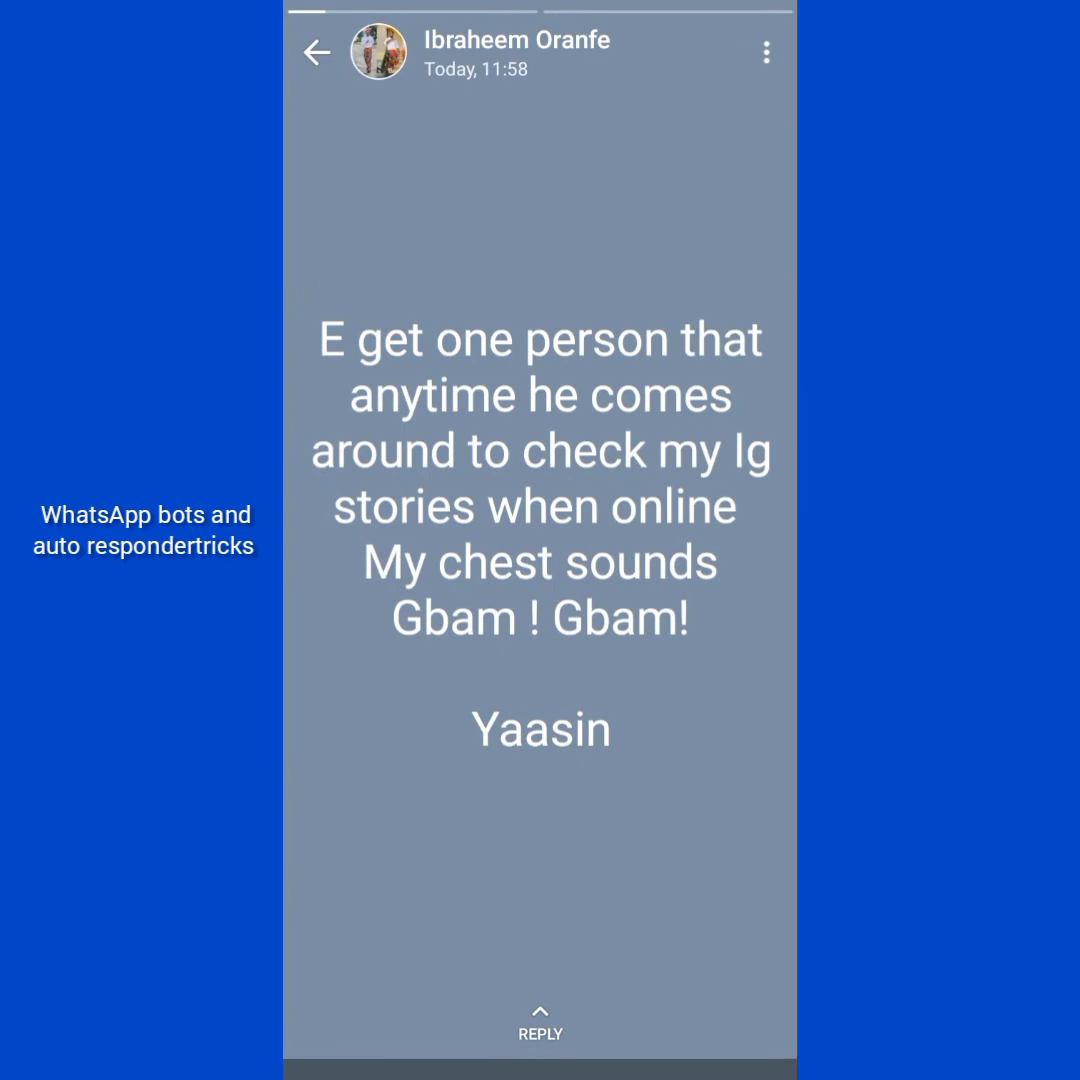 Ibraheem Oranfe
Today, 11:58
E get one person that
anytime he comes
around to check my Ig
stories when online
My chest sounds
Gbam ! Gbam!
Yaasin
WhatsApp bots and
auto respondertricks
REPLY